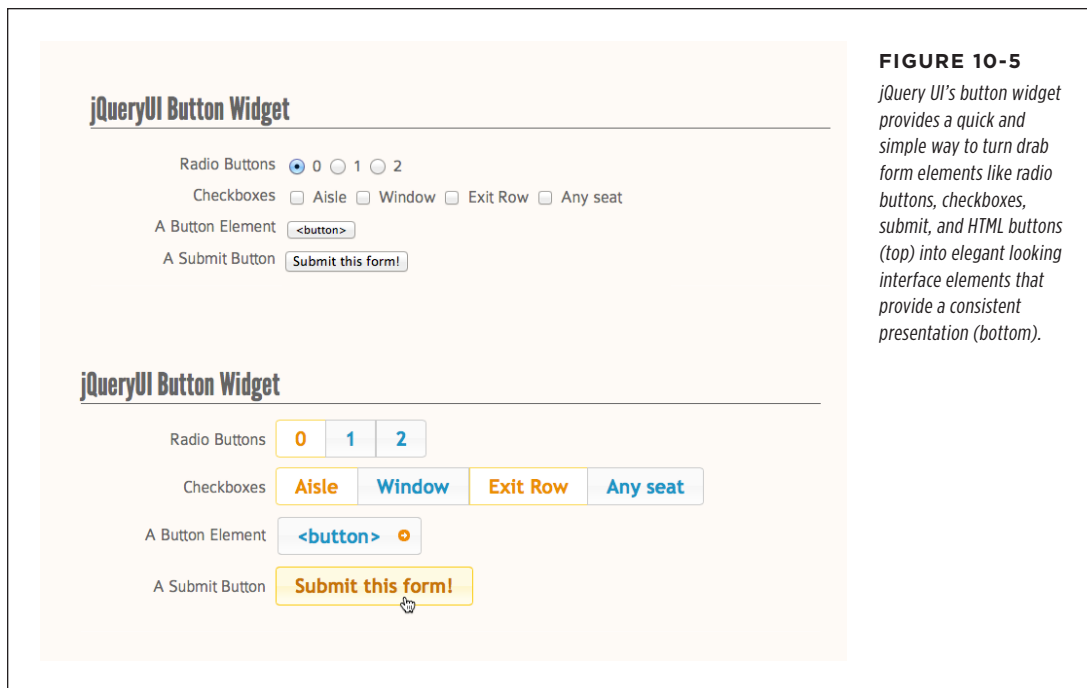 jQueryUI Button Widget
Radio Buttons 0 1 2
Checkboxes Aisle Window Exit Row Any seat
A Button Element <button>
A Submit Button Submit this form!
jQueryUI Button Widget
Radio Buttons 0 1 2
Checkboxes Aisle Window Exit Row Any seat
A Button Element <button>
A Submit Button Submit this form!
FIGURE 10-5
jQuery UI's button widget
provides a quick and
simple way to turn drab
form elements like radio
buttons, checkboxes,
submit, and HTML buttons
(top) into elegant looking
interface elements that
provide a consistent
presentation (bottom).